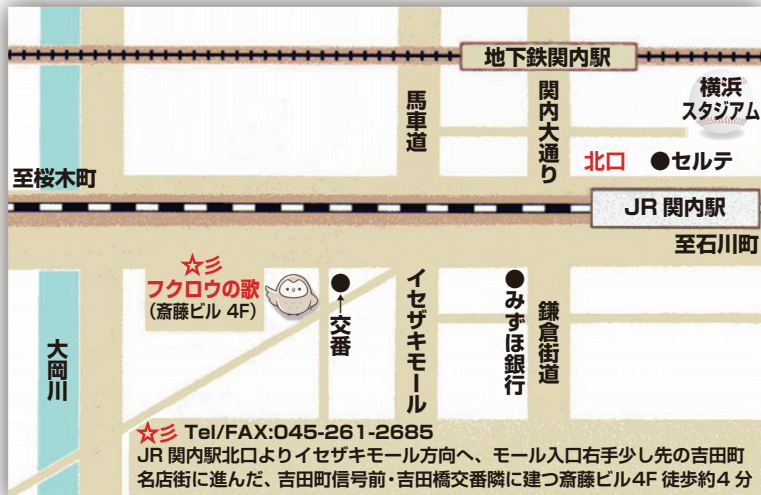 地下鉄関内駅
横浜
スタジアム
馬車道
関内大通り
北口
●セルテ
至桜木町
JR 関内駅
至石川町
☆彡
フクロウの歌
(斎藤ビル 4F)
●←交番
イセザキモール
●みずほ銀行
鎌倉街道
大岡川
☆彡 Tel/FAX:045-261-2685
JR 関内駅北口よりイセザキモール方向へ、モール入口右手少し先の吉田町
名店街に進んだ、吉田町信号前・吉田橋交番隣に建つ斎藤ビル4F 徒歩約4 分